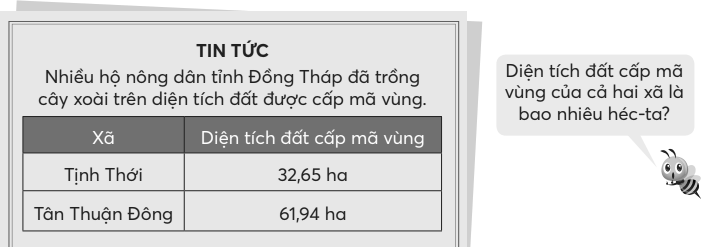 TIN TỨC
Nhiều hộ nông dân tỉnh Đồng Tháp đã trồng
cây xoài trên diện tích đất được cấp mã vùng.
Xã Diện tích đất cấp mã vùng
Tịnh Thới 32,65 ha
Tân Thuận Đông 61,94 ha
Diện tích đất cấp mã
vùng của cả hai xã là
bao nhiêu héc-ta?